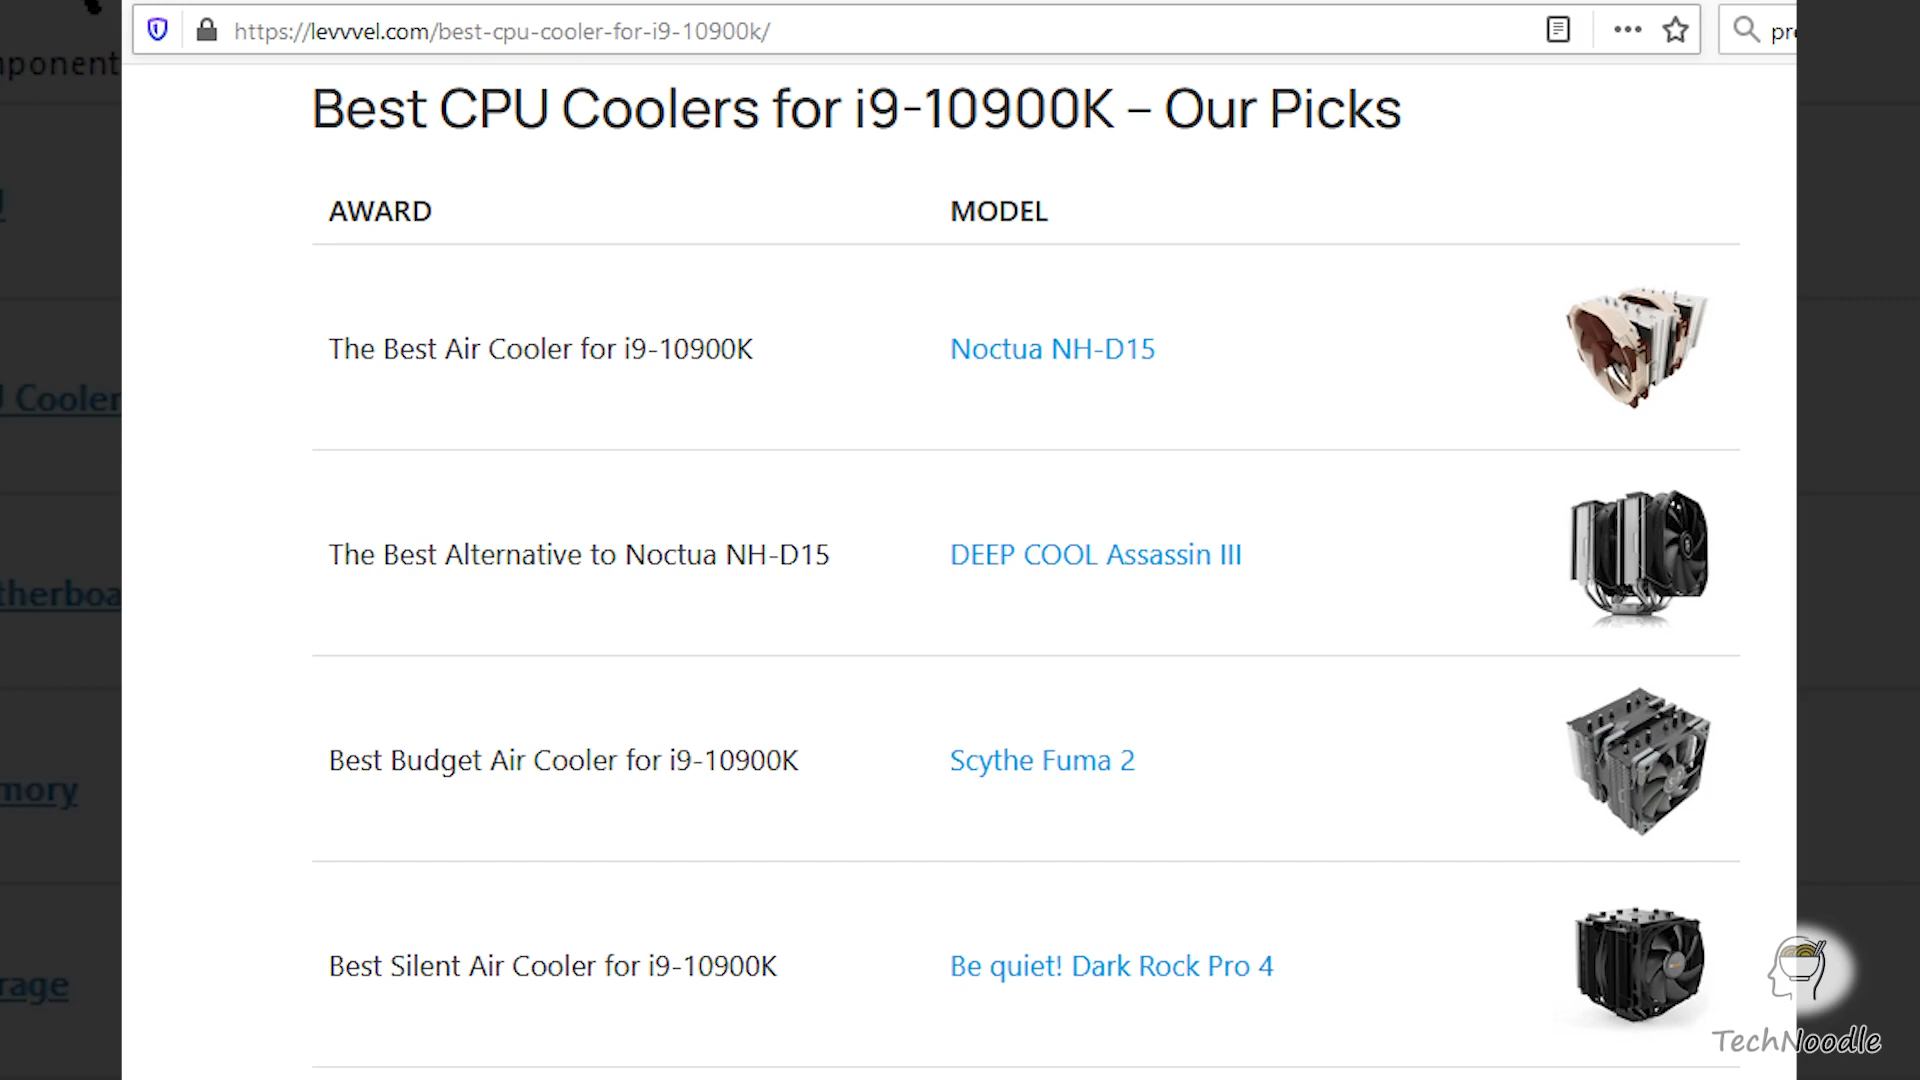 https://levvvel.com/best-cpu-cooler-for-i9-10900k/
Best CPU Coolers for i9-10900K – Our Picks
AWARD MODEL
The Best Air Cooler for i9-10900K Noctua NH-D15
Cooler
The Best Alternative to Noctua NH-D15 DEEP COOL Assassin III
Best Budget Air Cooler for i9-10900K Scythe Fuma 2
Best Silent Air Cooler for i9-10900K Be quiet! Dark Rock Pro 4
TechNoodle